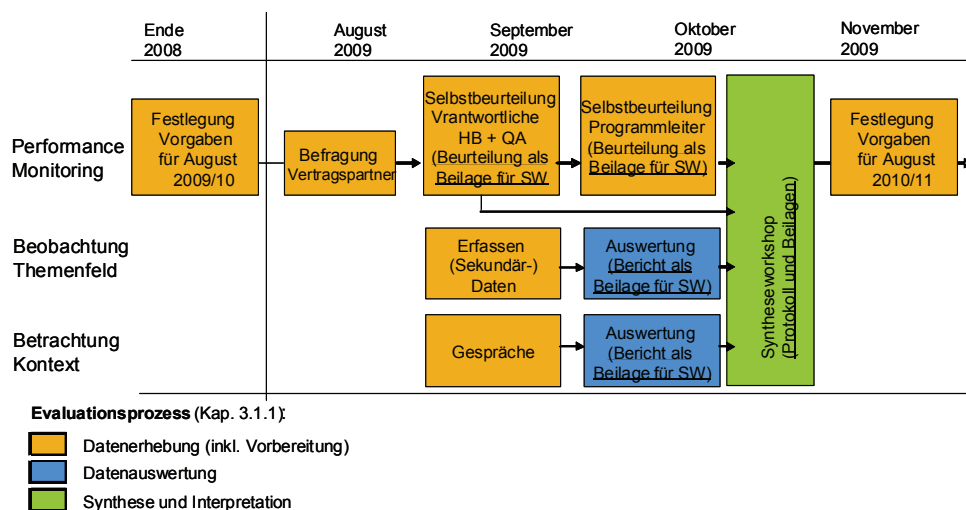 Ende
2008
August
2009
September
2009
Oktober
2009
November
2009
Performance
Monitoring
Festlegung
Vorgaben
für August
2009/10
Befragung
Vertragspartner
Selbstbeurteilung
Vrantwortliche
HB + QA
(Beurteilung als
Beilage für SW
Selbstbeurteilung
Programmleiter
(Beurteilung als
Beilage für SW)
Syntheseworkshop
(Protokoll und Beilagen)
Festlegung
Vorgaben
für August
2010/11
Beobachtung
Themenfeld
Erfassen
(Sekundär-)
Daten
Auswertung
(Bericht als
Beilage für SW)
Betrachtung
Kontext
Gespräche
Auswertung
(Bericht als
Beilage für SW)
Evaluationsprozess (Kap. 3.1.1):
Datenerhebung (inkl. Vorbereitung)
Datenauswertung
Synthese und Interpretation